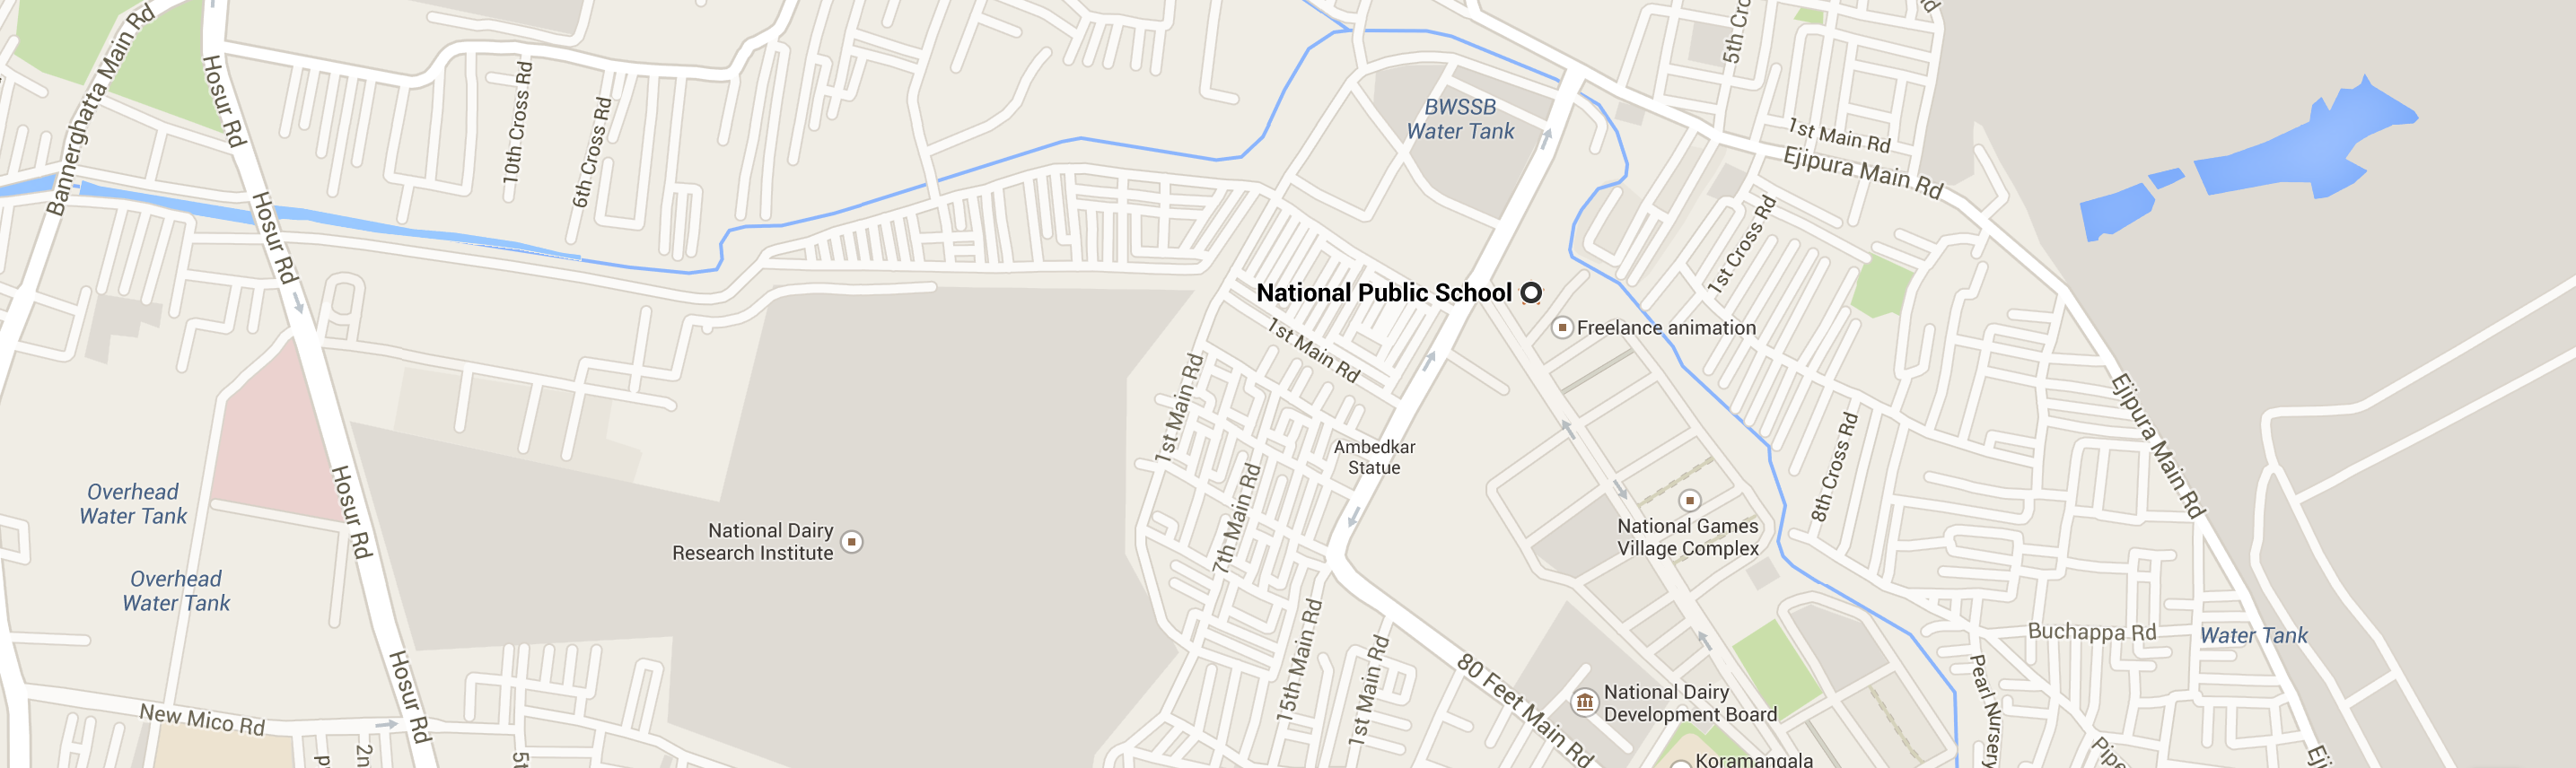 Bannerghatta Main Rd
Hosur Rd
10th Cross Rd
6th Cross Rd
BWSSB
Water Tank
1st Main Rd
Ejipura Main Rd
Hosur Rd
1st Cross Rd
National Public School
Freelance animation
1st Main Rd
1st Main Rd
Ejipura Main Rd
8th Cross Rd
Ambedkar
Statue
Overhead
Water Tank
Hosur Rd
7th Main Rd
National Dairy
Research Institute
National Games
Village Complex
Overhead
Water Tank
Buchappa Rd
Water Tank
15th Main Rd
1st Main Rd
80 Feet Main Rd
Hosur Rd
New Mico Rd
National Dairy
Development Board
Pearl Nursery
Koramangala